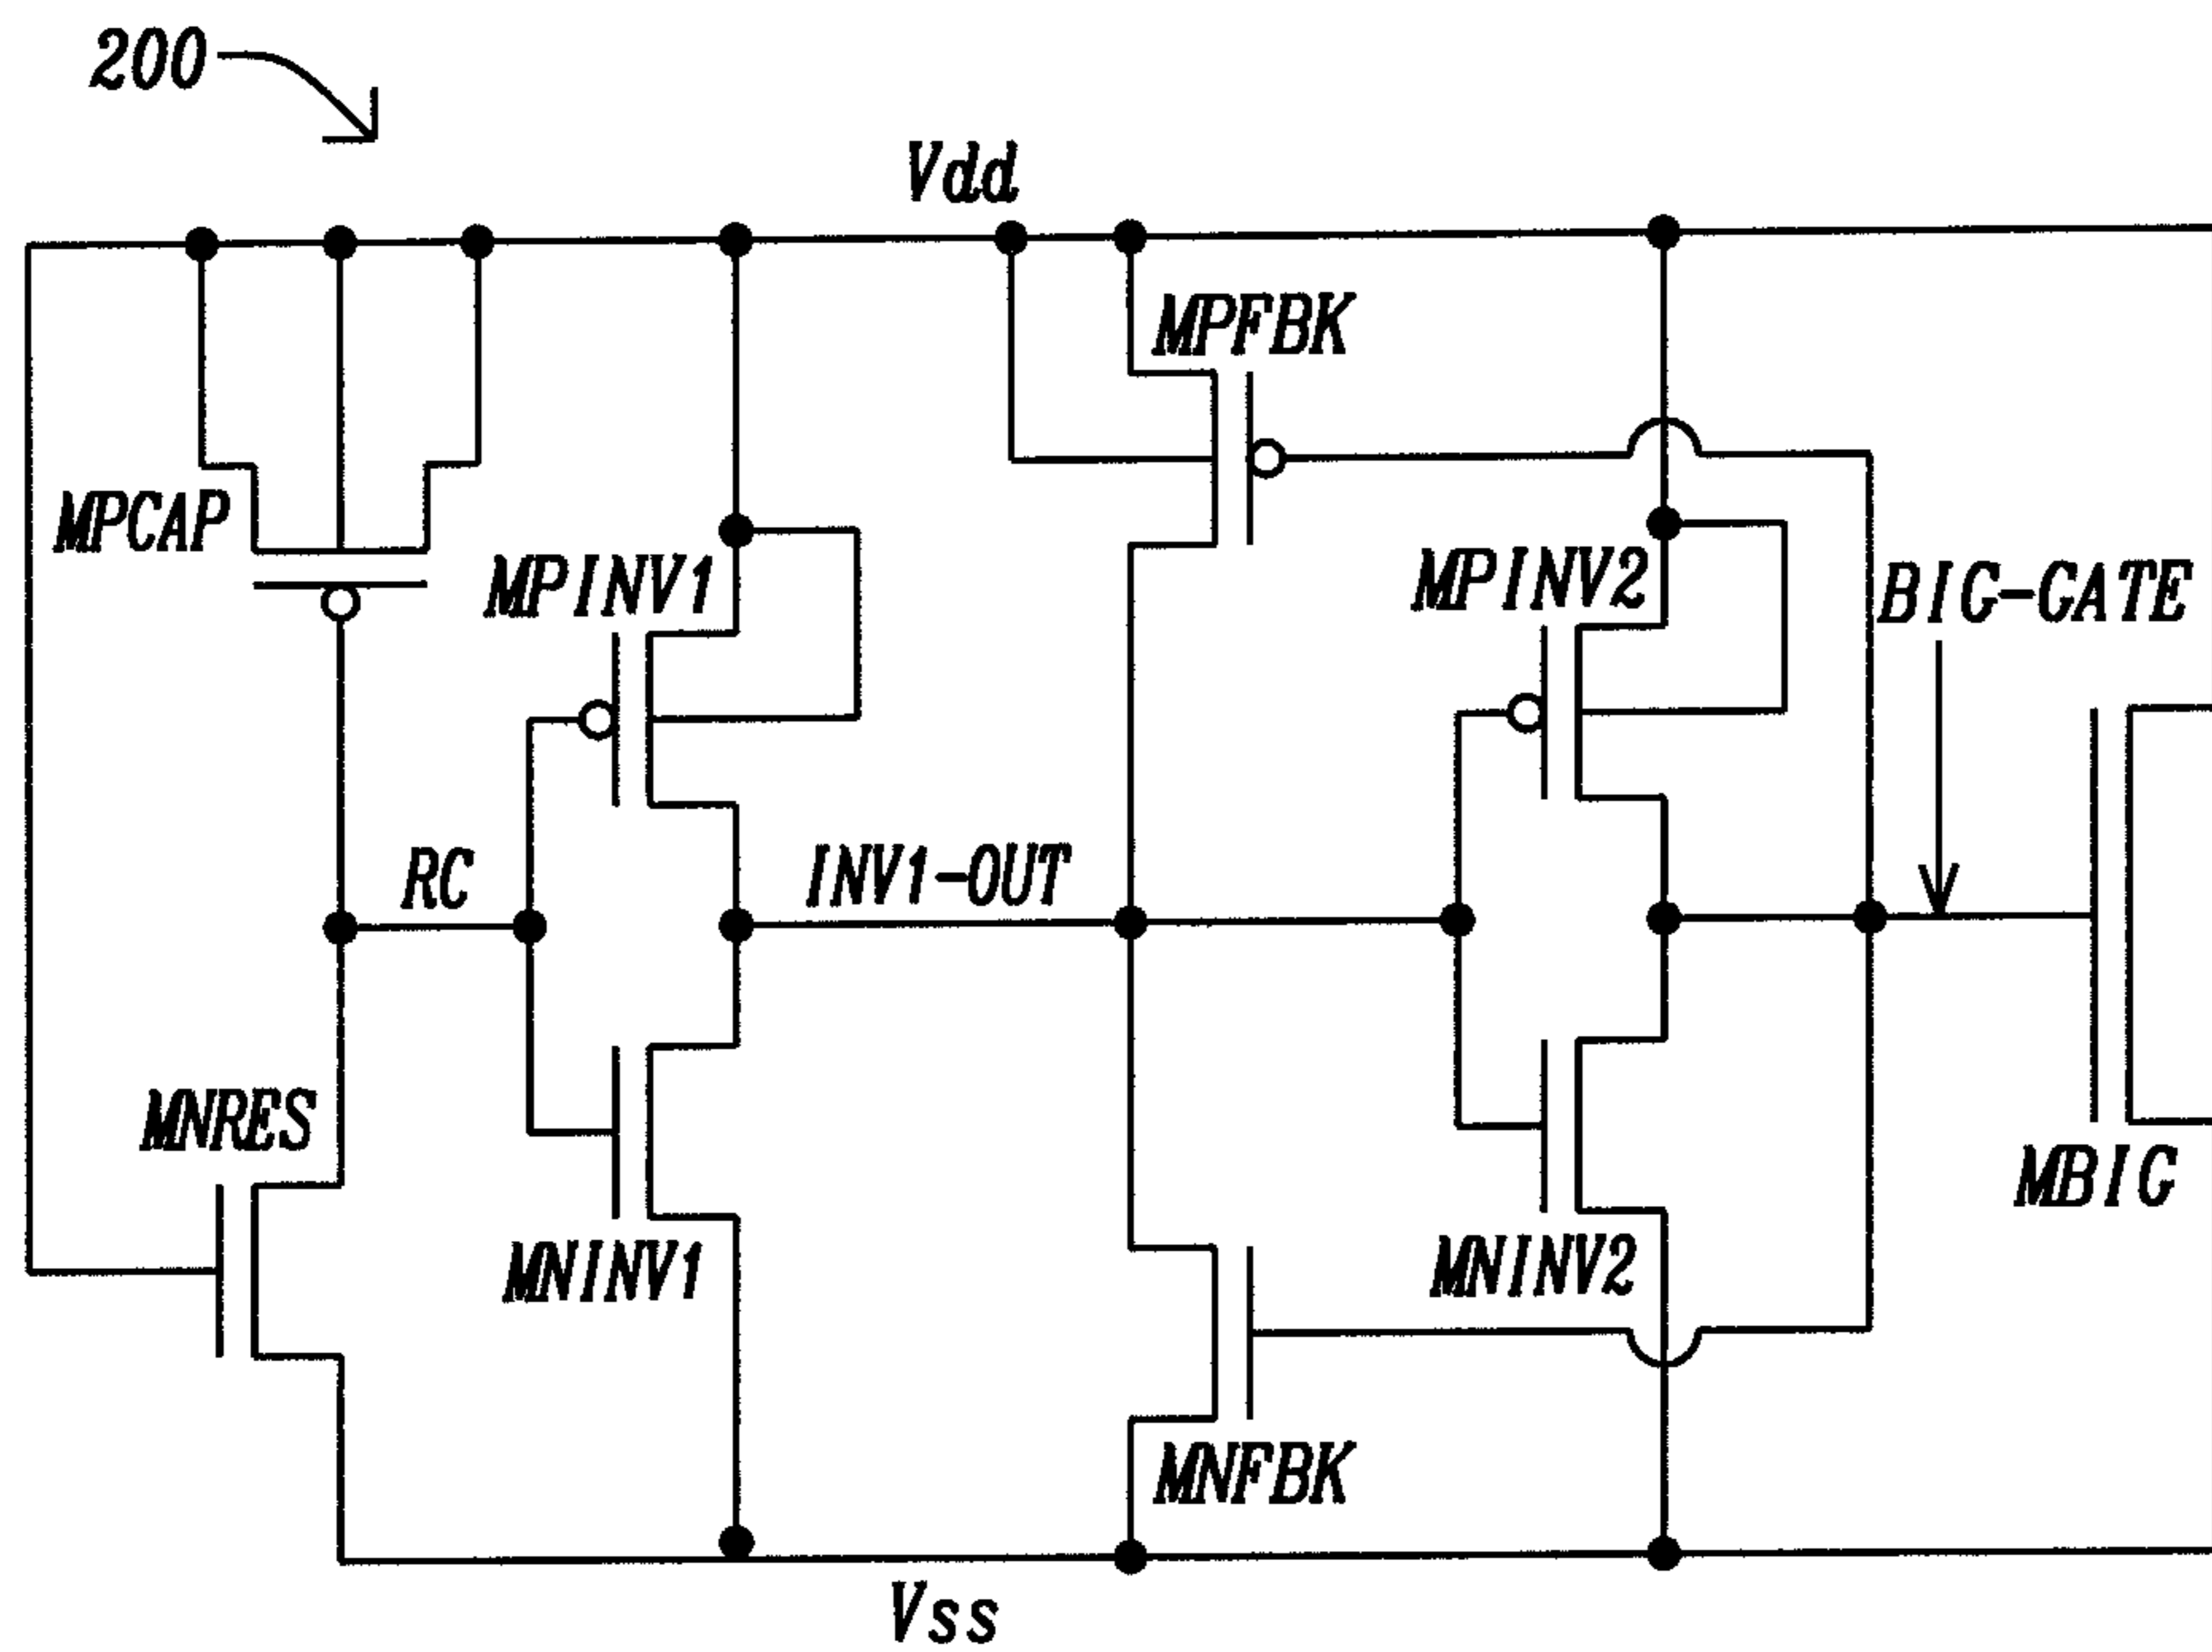 200
Vdd
MPFBK
MPCAP
MPINV1
MPINV2
BIG-GATE
RC
INV1-OUT
MNRES
MBIG
MNINV1
MNINV2
MNFBK
Vss